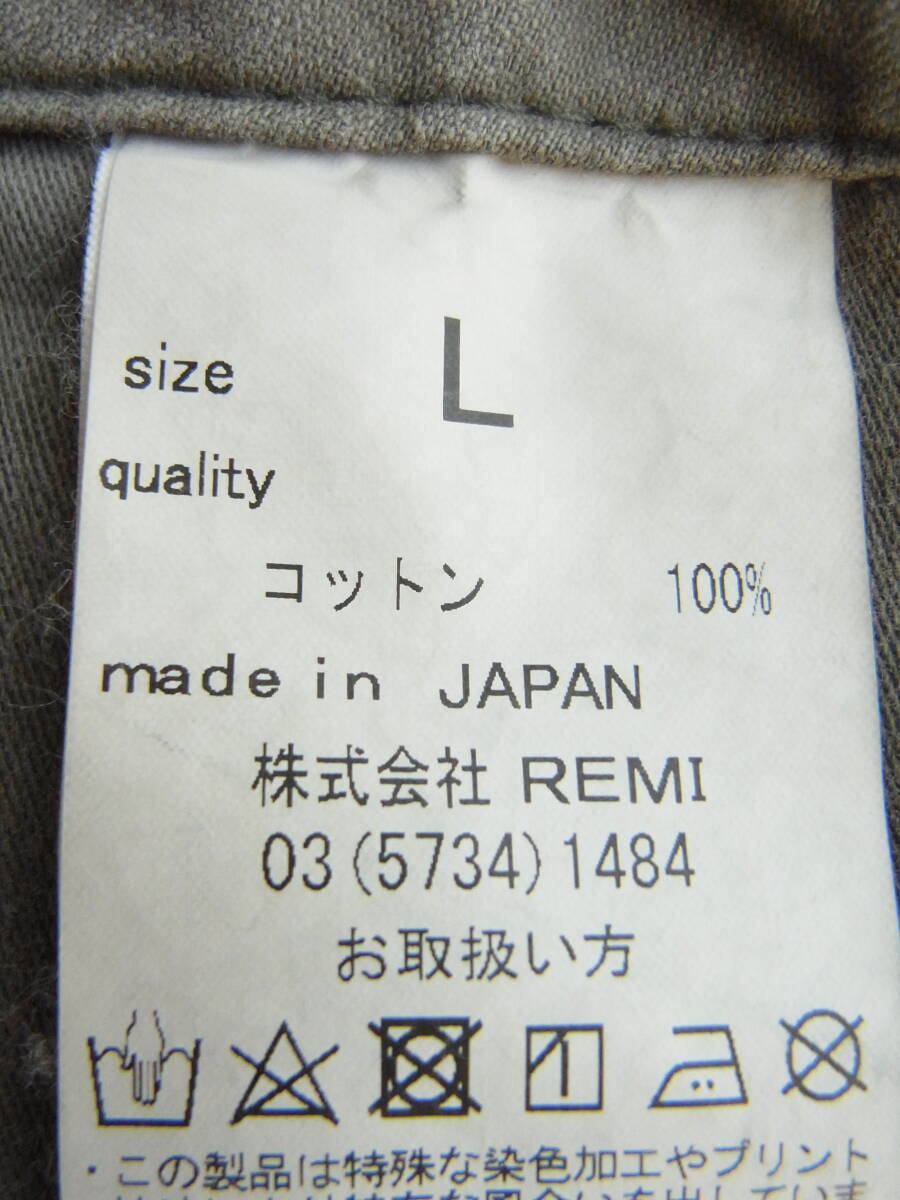 size L
quality
コットン 100%
made in JAPAN
株式会社 REMI
03(5734)1484
お取扱い方
・この製品は特殊な染色加工やプリント